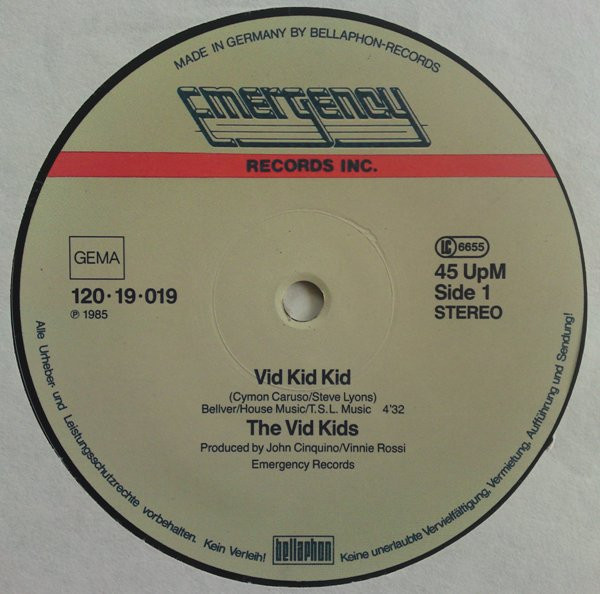 MADE IN GERMANY BY BELLAPHON-RECORDS
Emergency
RECORDS INC.
GEMA
LC 6655
120·19·019
℗ 1985
45 UpM
Side 1
STEREO
Vid Kid Kid
(Cymon Caruso/Steve Lyons)
Bellver/House Music/T.S.L. Music 4'32
The Vid Kids
Produced by John Cinquino/Vinnie Rossi
Emergency Records
Alle Urheber- und Leistungsschutzrechte vorbehalten. Kein Verleih!
bellaphon
Keine unerlaubte Vervielfältigung, Vermietung, Aufführung und Sendung!